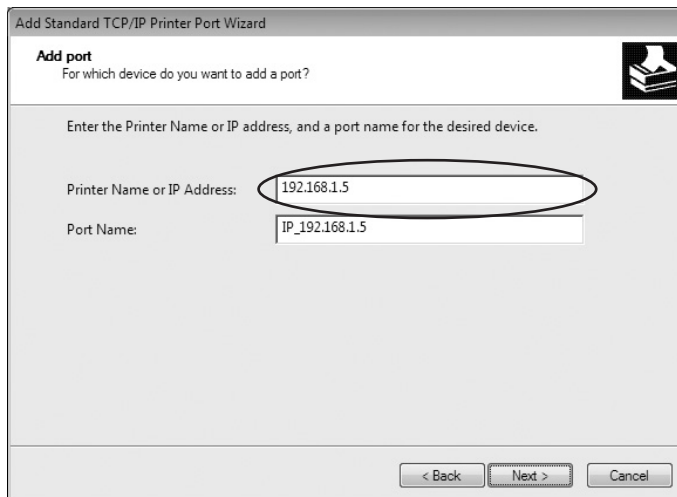 Add Standard TCP/IP Printer Port Wizard
Add port
For which device do you want to add a port?
Enter the Printer Name or IP address, and a port name for the desired device.
Printer Name or IP Address: 192.168.1.5
Port Name: IP_192.168.1.5
< Back Next > Cancel